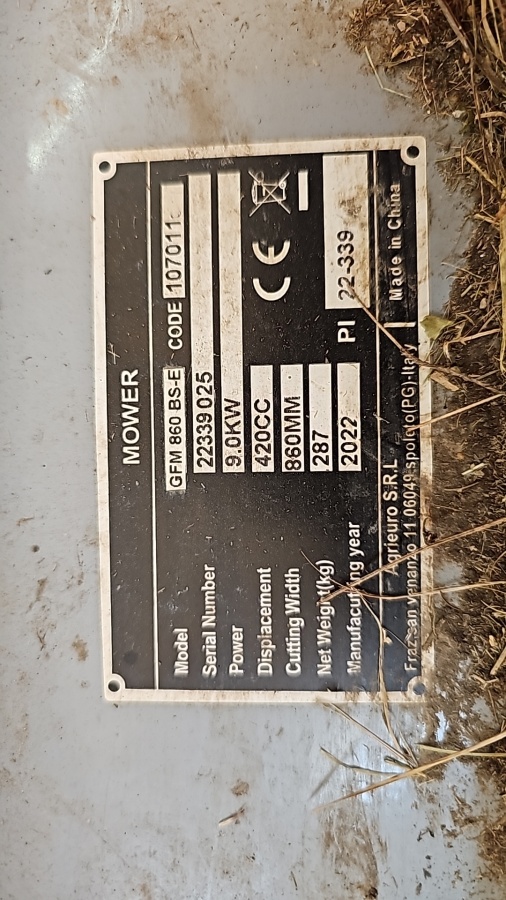 MOWER
Model GFM 860 BS-E CODE 107011
Serial Number 22339025
Power 9.0KW
Displacement 420CC
Cutting Width 860MM
Net Weight(kg) 287
Manufacturing year 2022 PI 22-339
Agrieuro S.R.L
Fraz.san venanzo 11 06049-spoleto(PG)-Italy Made in China